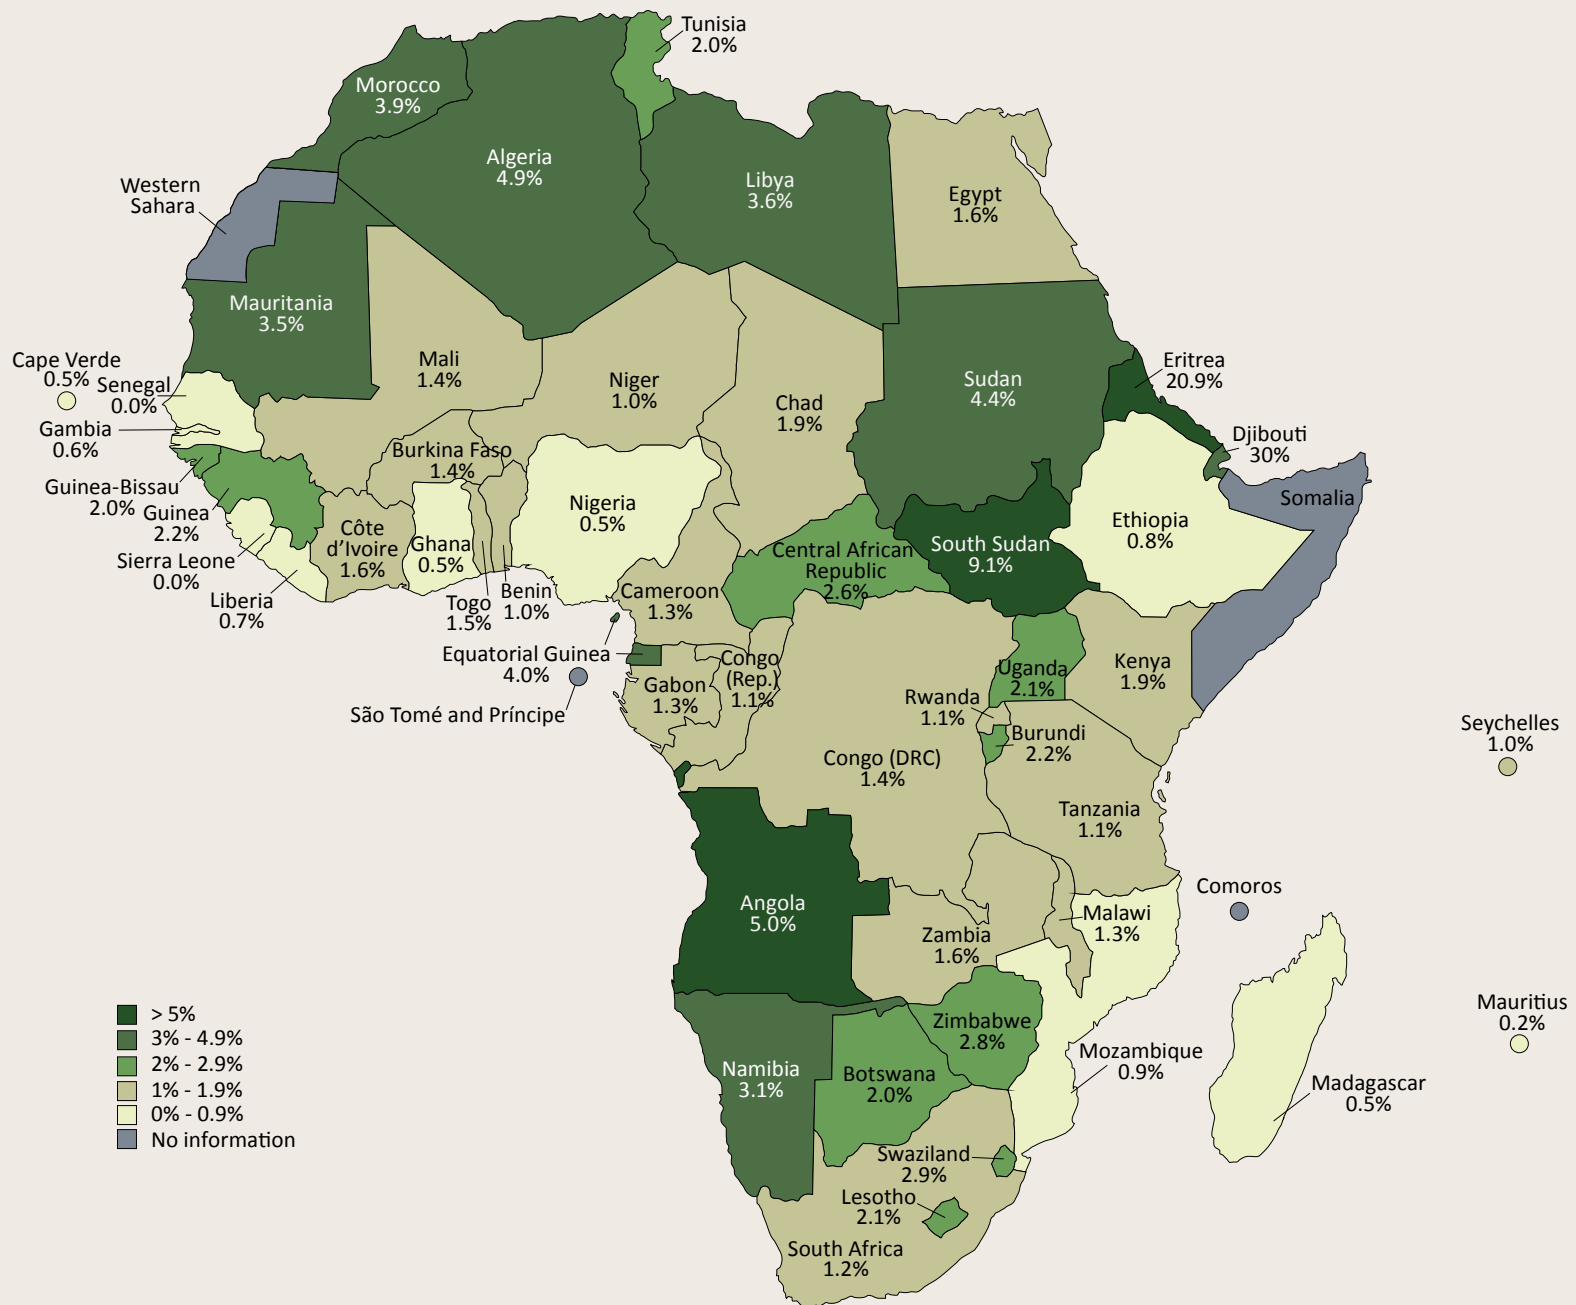 Tunisia
2.0%
Morocco
3.9%
Algeria
4.9%
Libya
3.6%
Egypt
1.6%
Western
Sahara
Mauritania
3.5%
Mali
1.4%
Niger
1.0%
Chad
1.9%
Sudan
4.4%
Eritrea
20.9%
Cape Verde
0.5%
Senegal
0.0%
Gambia
0.6%
Djibouti
30%
Burkina Faso
1.4%
Guinea-Bissau
2.0%
Guinea
2.2%
Sierra Leone
0.0%
Liberia
0.7%
Côte
d’Ivoire
1.6%
Ghana
0.5%
Togo
1.5%
Benin
1.0%
Nigeria
0.5%
Somalia
Ethiopia
0.8%
South Sudan
9.1%
Central African
Republic
2.6%
Cameroon
1.3%
Equatorial Guinea
4.0%
São Tomé and Príncipe
Gabon
1.3%
Congo
(Rep.)
1.1%
Uganda
2.1%
Kenya
1.9%
Rwanda
1.1%
Burundi
2.2%
Congo (DRC)
1.4%
Seychelles
1.0%
Tanzania
1.1%
Comoros
Angola
5.0%
Malawi
1.3%
Zambia
1.6%
Mauritius
0.2%
Zimbabwe
2.8%
Mozambique
0.9%
Namibia
3.1%
Botswana
2.0%
Madagascar
0.5%
Swaziland
2.9%
Lesotho
2.1%
South Africa
1.2%
> 5%
3% - 4.9%
2% - 2.9%
1% - 1.9%
0% - 0.9%
No information